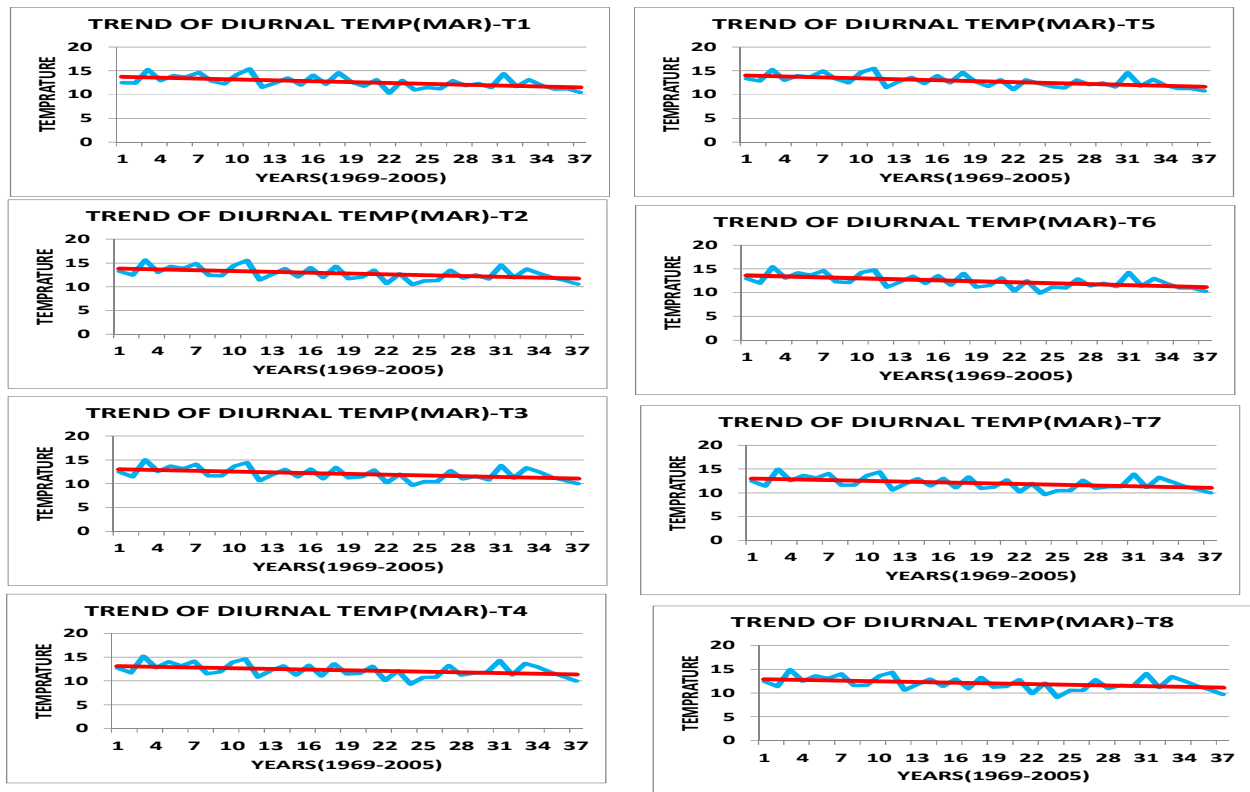 TREND OF DIURNAL TEMP(MAR)-T1
TEMPRATURE
20
15
10
5
0
1 4 7 10 13 16 19 22 25 28 31 34 37
YEARS(1969-2005)
TREND OF DIURNAL TEMP(MAR)-T2
TEMPRATURE
20
15
10
5
0
1 4 7 10 13 16 19 22 25 28 31 34 37
YEARS(1969-2005)
TREND OF DIURNAL TEMP(MAR)-T3
TEMPRATURE
20
15
10
5
0
1 4 7 10 13 16 19 22 25 28 31 34 37
YEARS(1969-2005)
TREND OF DIURNAL TEMP(MAR)-T4
TEMPRATURE
20
15
10
5
0
1 4 7 10 13 16 19 22 25 28 31 34 37
YEARS(1969-2005)
TREND OF DIURNAL TEMP(MAR)-T5
TEMPRATURE
20
15
10
5
0
1 4 7 10 13 16 19 22 25 28 31 34 37
YEARS(1969-2005)
TREND OF DIURNAL TEMP(MAR)-T6
TEMPRATURE
20
15
10
5
0
1 4 7 10 13 16 19 22 25 28 31 34 37
YEARS(1969-2005)
TREND OF DIURNAL TEMP(MAR)-T7
TEMPRATURE
20
15
10
5
0
1 4 7 10 13 16 19 22 25 28 31 34 37
YEARS(1969-2005)
TREND OF DIURNAL TEMP(MAR)-T8
TEMPRATURE
20
15
10
5
0
1 4 7 10 13 16 19 22 25 28 31 34 37
YEARS(1969-2005)